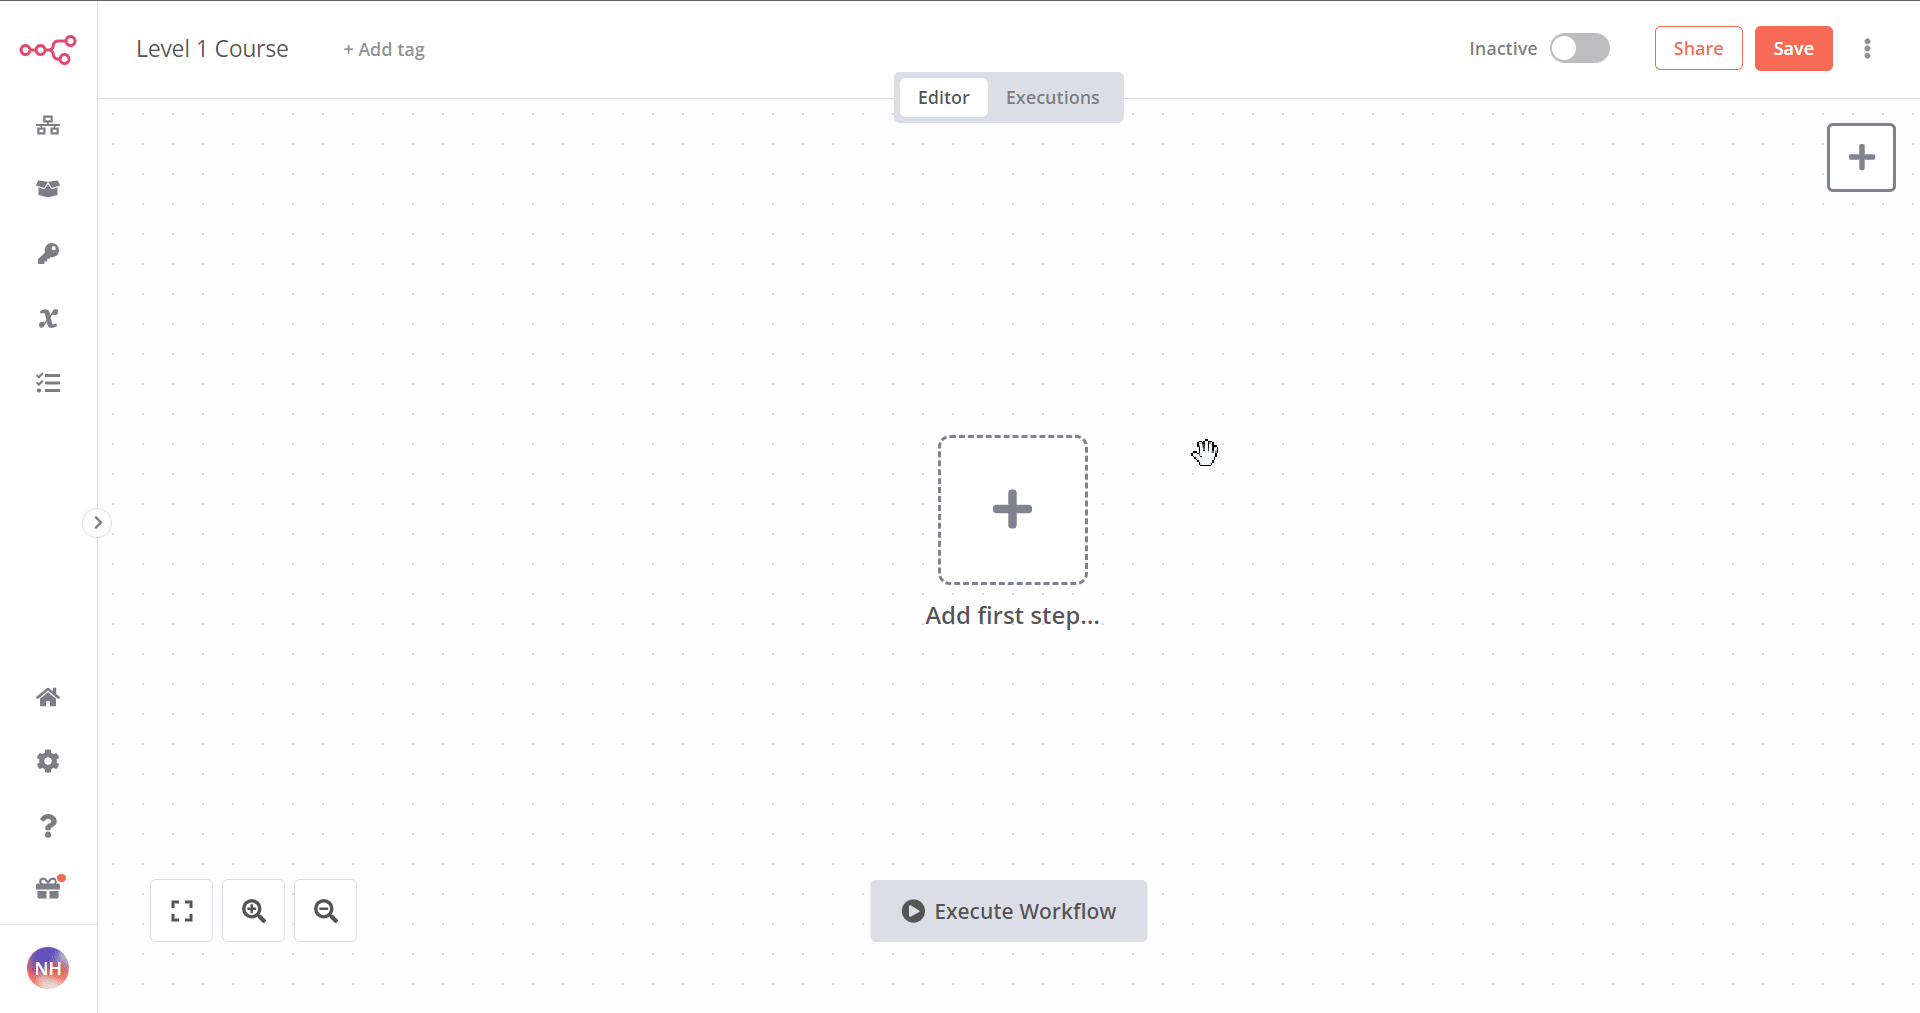 Level 1 Course
+ Add tag
Inactive
Share
Save
Editor
Executions
Add first step...
Execute Workflow
NH